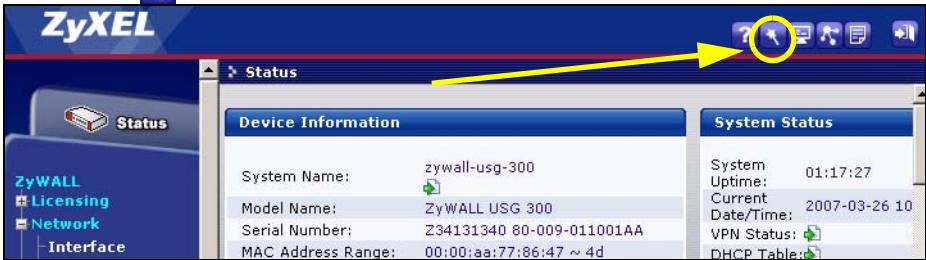 ZyXEL
?
Status
Status
ZyWALL
Licensing
Network
Interface
Device Information
System Name: zywall-usg-300
Model Name: ZyWALL USG 300
Serial Number: Z34131340 80-009-011001AA
MAC Address Range: 00:00:aa:77:86:47 ~ 4d
System Status
System Uptime: 01:17:27
Current Date/Time: 2007-03-26 10
VPN Status:
DHCP Table: